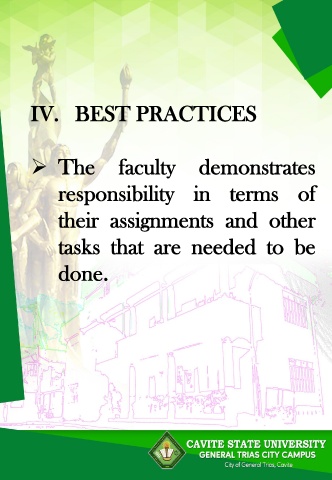 IV. BEST PRACTICES
➢ The faculty demonstrates
responsibility in terms of
their assignments and other
tasks that are needed to be
done.
CAVITE STATE UNIVERSITY
GENERAL TRIAS CITY CAMPUS
City of General Trias, Cavite